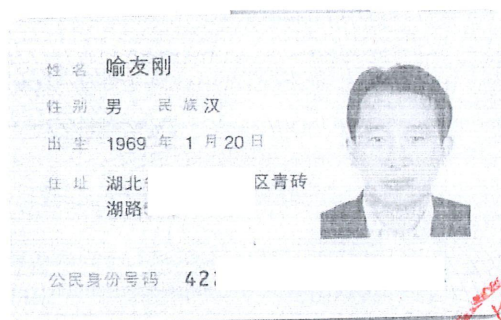 姓名 喻友刚
性别 男 民族 汉
出生 1969 年 1 月 20 日
住址 湖北 区青砖
湖路
公民身份号码 42